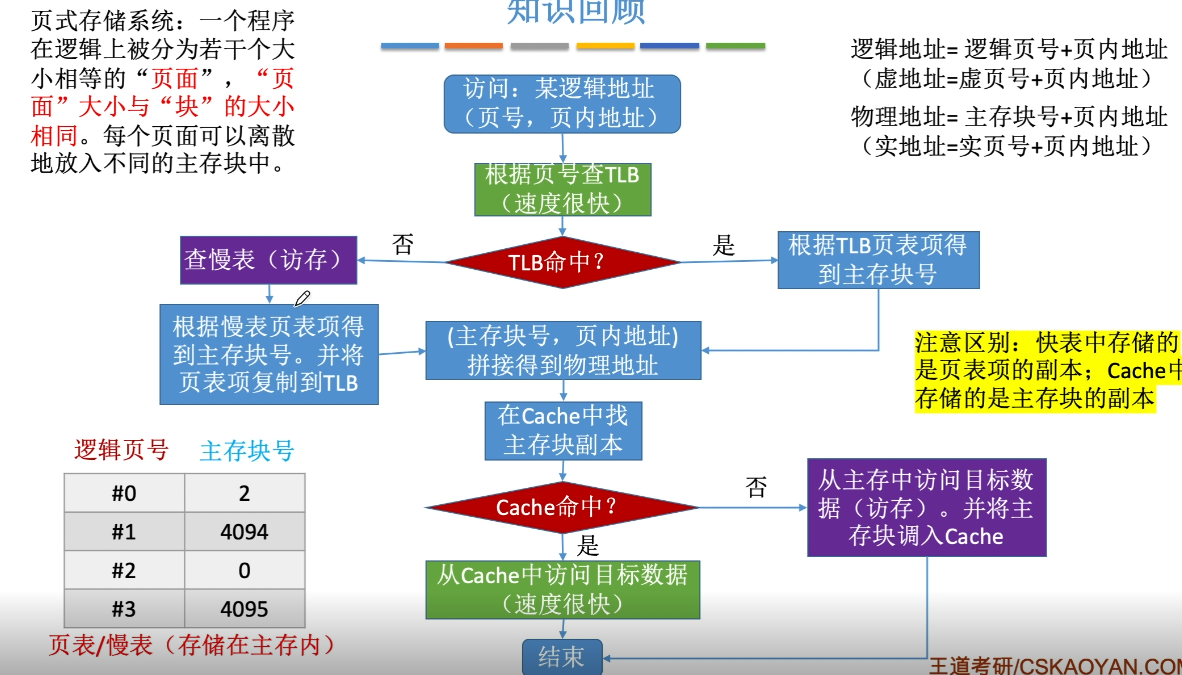 知识回顾
页式存储系统：一个程序
在逻辑上被分为若干个大
小相等的“页面”，“页
面”大小与“块”的大小
相同。每个页面可以离散
地放入不同的主存块中。
逻辑地址= 逻辑页号+页内地址
（虚地址=虚页号+页内地址）
物理地址= 主存块号+页内地址
（实地址=实页号+页内地址）
访问：某逻辑地址
（页号，页内地址）
根据页号查TLB
（速度很快）
TLB命中？
否
是
查慢表（访存）
根据TLB页表项得
到主存块号
根据慢表页表项得
到主存块号。并将
页表项复制到TLB
(主存块号，页内地址)
拼接得到物理地址
注意区别：快表中存储的
是页表项的副本；Cache中
存储的是主存块的副本
在Cache中找
主存块副本
Cache命中？
否
是
从主存中访问目标数
据（访存）。并将主
存块调入Cache
从Cache中访问目标数据
（速度很快）
结束
逻辑页号 主存块号
#0 2
#1 4094
#2 0
#3 4095
页表/慢表（存储在主存内）
王道考研/CSKAOYAN.COM